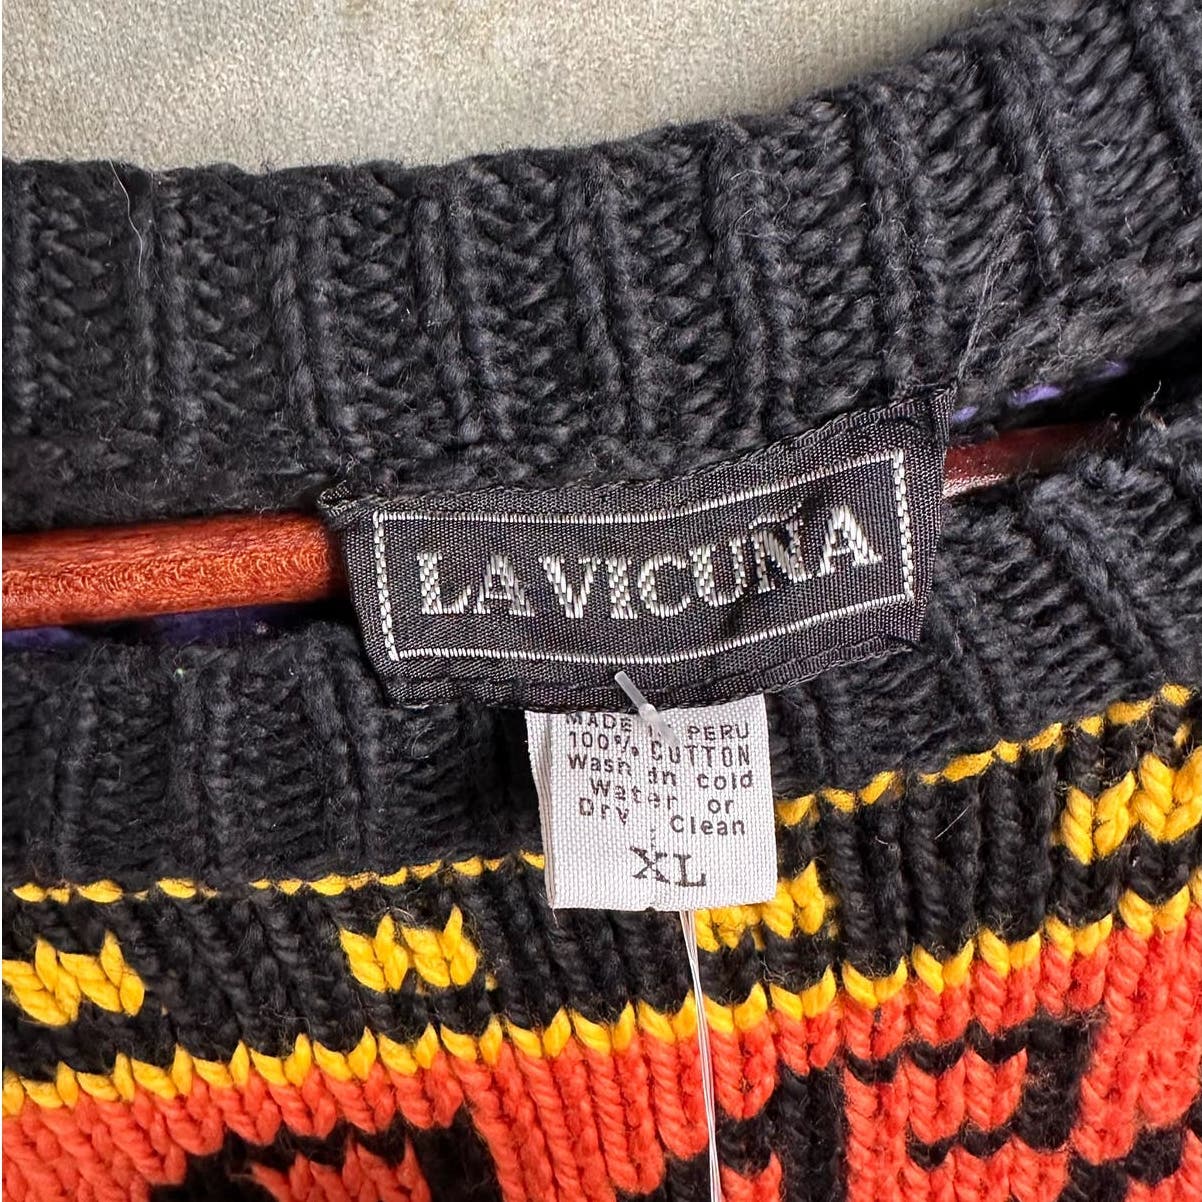 LA VICUÑA
MADE IN PERU
100% COTTON
Wash in cold
Water or
Dry Clean
XL